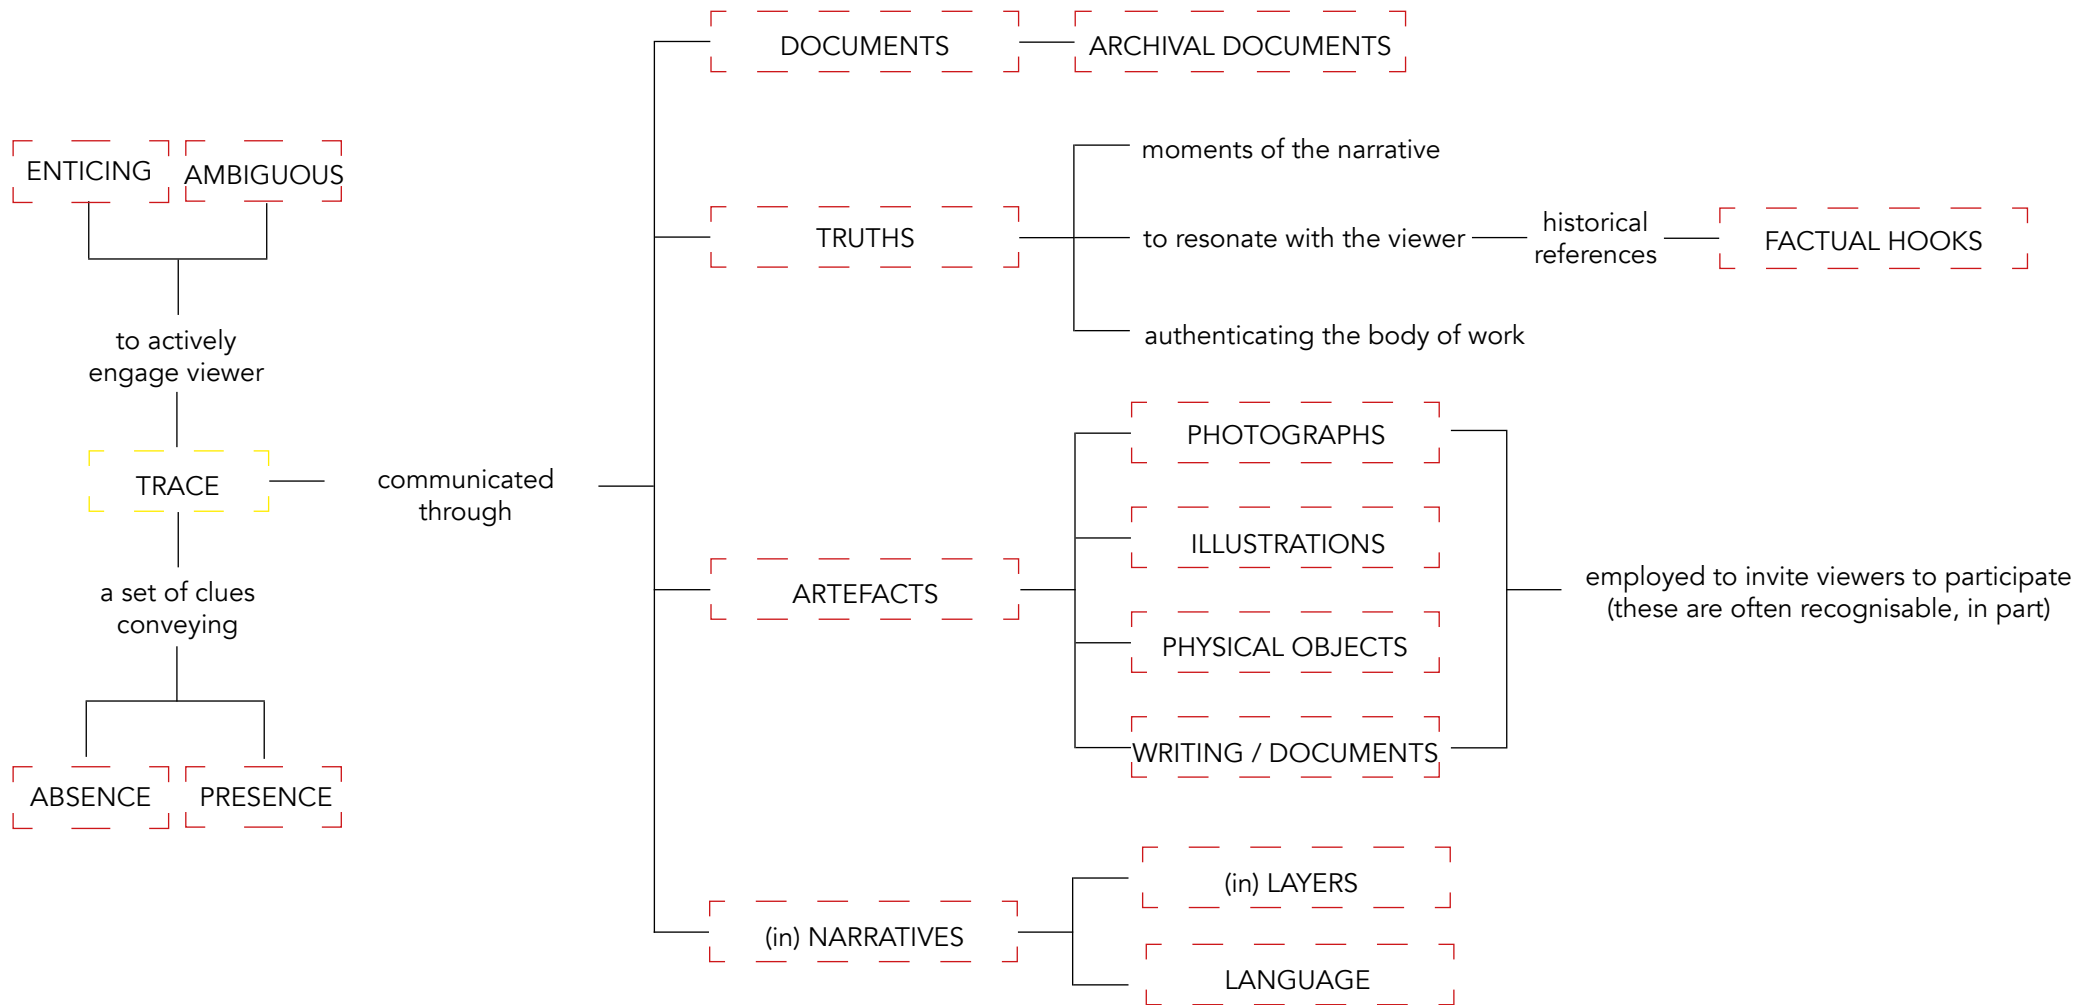 ENTICING
AMBIGUOUS
to actively
engage viewer
TRACE
a set of clues
conveying
ABSENCE
PRESENCE
communicated
through
DOCUMENTS
ARCHIVAL DOCUMENTS
TRUTHS
moments of the narrative
to resonate with the viewer
historical
references
FACTUAL HOOKS
authenticating the body of work
ARTEFACTS
PHOTOGRAPHS
ILLUSTRATIONS
PHYSICAL OBJECTS
WRITING / DOCUMENTS
employed to invite viewers to participate
(these are often recognisable, in part)
(in) NARRATIVES
(in) LAYERS
LANGUAGE